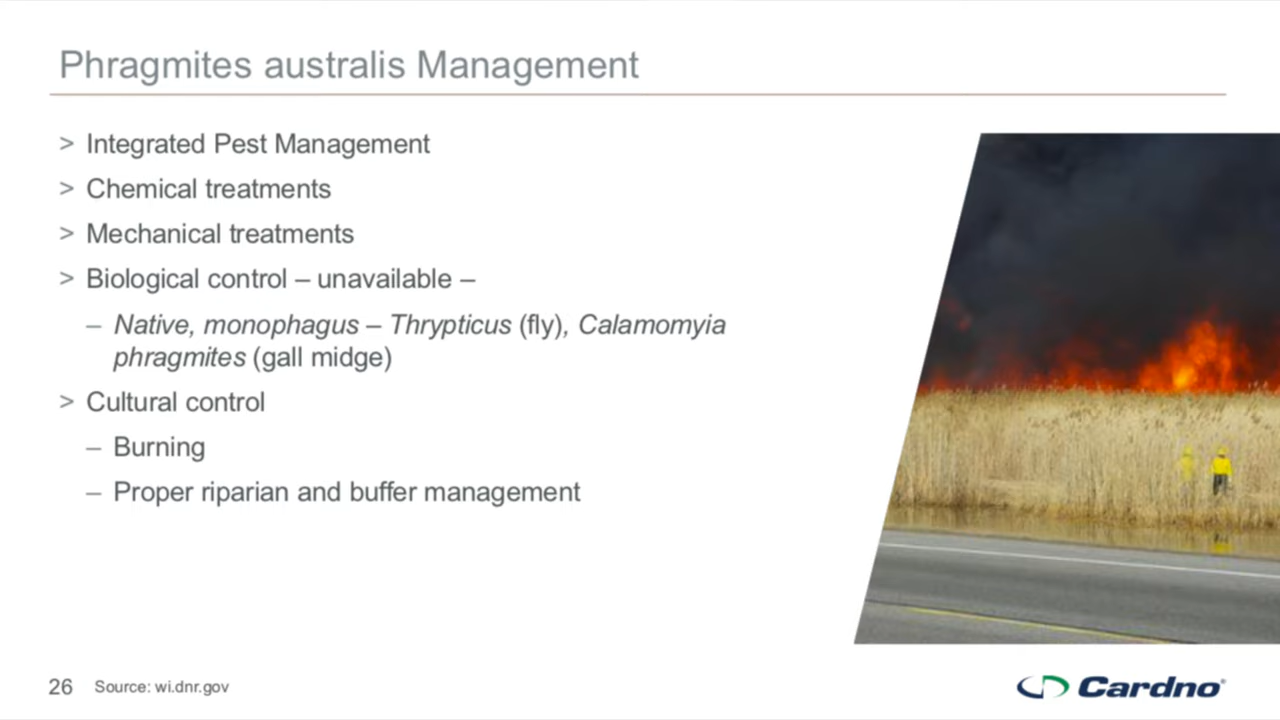 Phragmites australis Management
> Integrated Pest Management
> Chemical treatments
> Mechanical treatments
> Biological control – unavailable –
– Native, monophagus – Thrypticus (fly), Calamomyia
phragmites (gall midge)
> Cultural control
– Burning
– Proper riparian and buffer management
26 Source: wi.dnr.gov
Cardno®